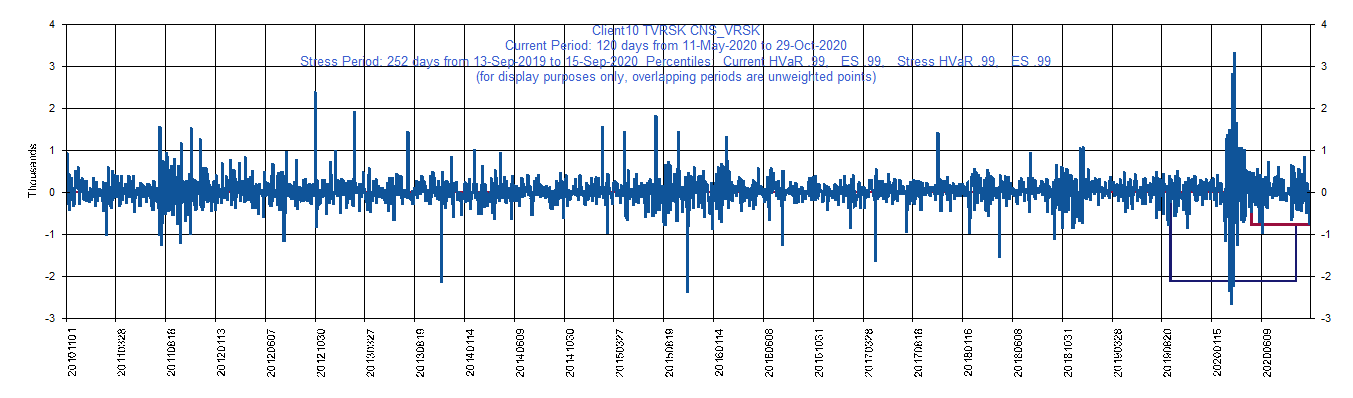 Client10 TVRSK CNS_VRSK
Current Period: 120 days from 11-May-2020 to 29-Oct-2020
Stress Period: 252 days from 13-Sep-2019 to 15-Sep-2020 Percentiles: Current HVaR .99, ES .99, Stress HVaR .99, ES .99
(for display purposes only, overlapping periods are unweighted points)
Thousands
4 4
3 3
2 2
1 1
0 0
-1 -1
-2 -2
-3 -3
20101101 20110328 20110818 20120113 20120607 20121030 20130327 20130819 20140114 20140609 20141030 20150327 20150819 20160114 20160608 20161031 20170328 20170818 20180116 20180608 20181031 20190328 20190820 20200115 20200609